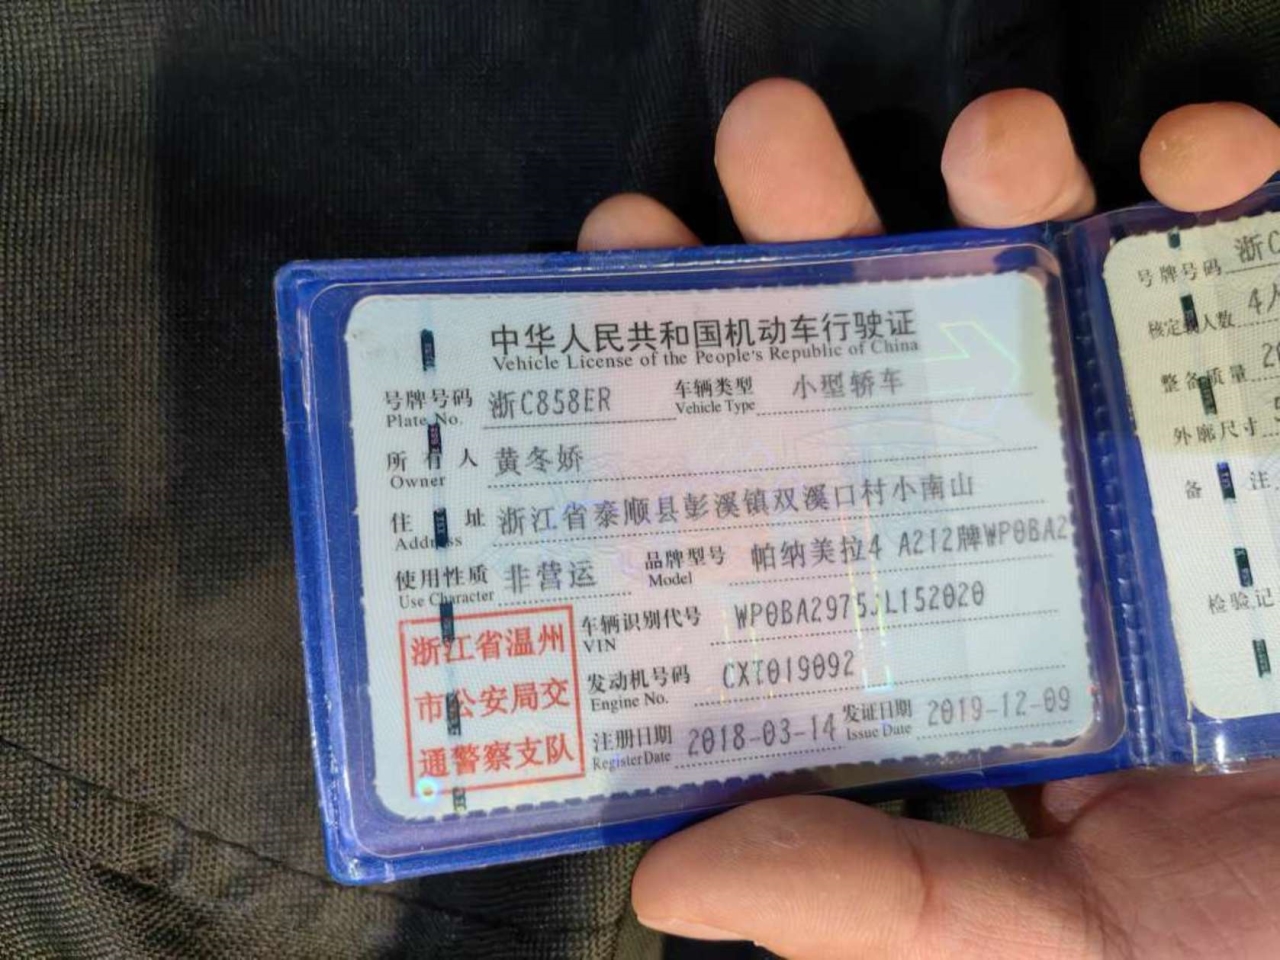 中华人民共和国机动车行驶证
Vehicle License of the People's Republic of China
号牌号码 浙C858ER 车辆类型 小型轿车
Plate No. Vehicle Type
所有人 黄冬娇
Owner
住址 浙江省泰顺县彭溪镇双溪口村小南山
Address
使用性质 非营运 品牌型号 帕纳美拉4 A212牌WP0BA2
Use Character Model
浙江省温州
市公安局交
通警察支队
车辆识别代号 WP0BA2975JL152020
VIN
发动机号码 CXT019092
Engine No.
注册日期 2018-03-14 发证日期 2019-12-09
Register Date Issue Date
号牌号码 浙C
核定载人数 4人
整备质量 20
外廓尺寸 5
备注
检验记